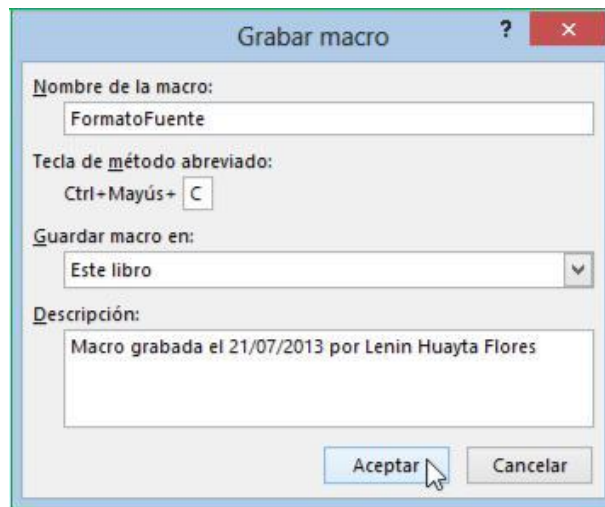 Grabar macro ? ×
Nombre de la macro:
FormatoFuente
Tecla de método abreviado:
Ctrl+Mayús+ C
Guardar macro en:
Este libro
Descripción:
Macro grabada el 21/07/2013 por Lenin Huayta Flores
Aceptar Cancelar